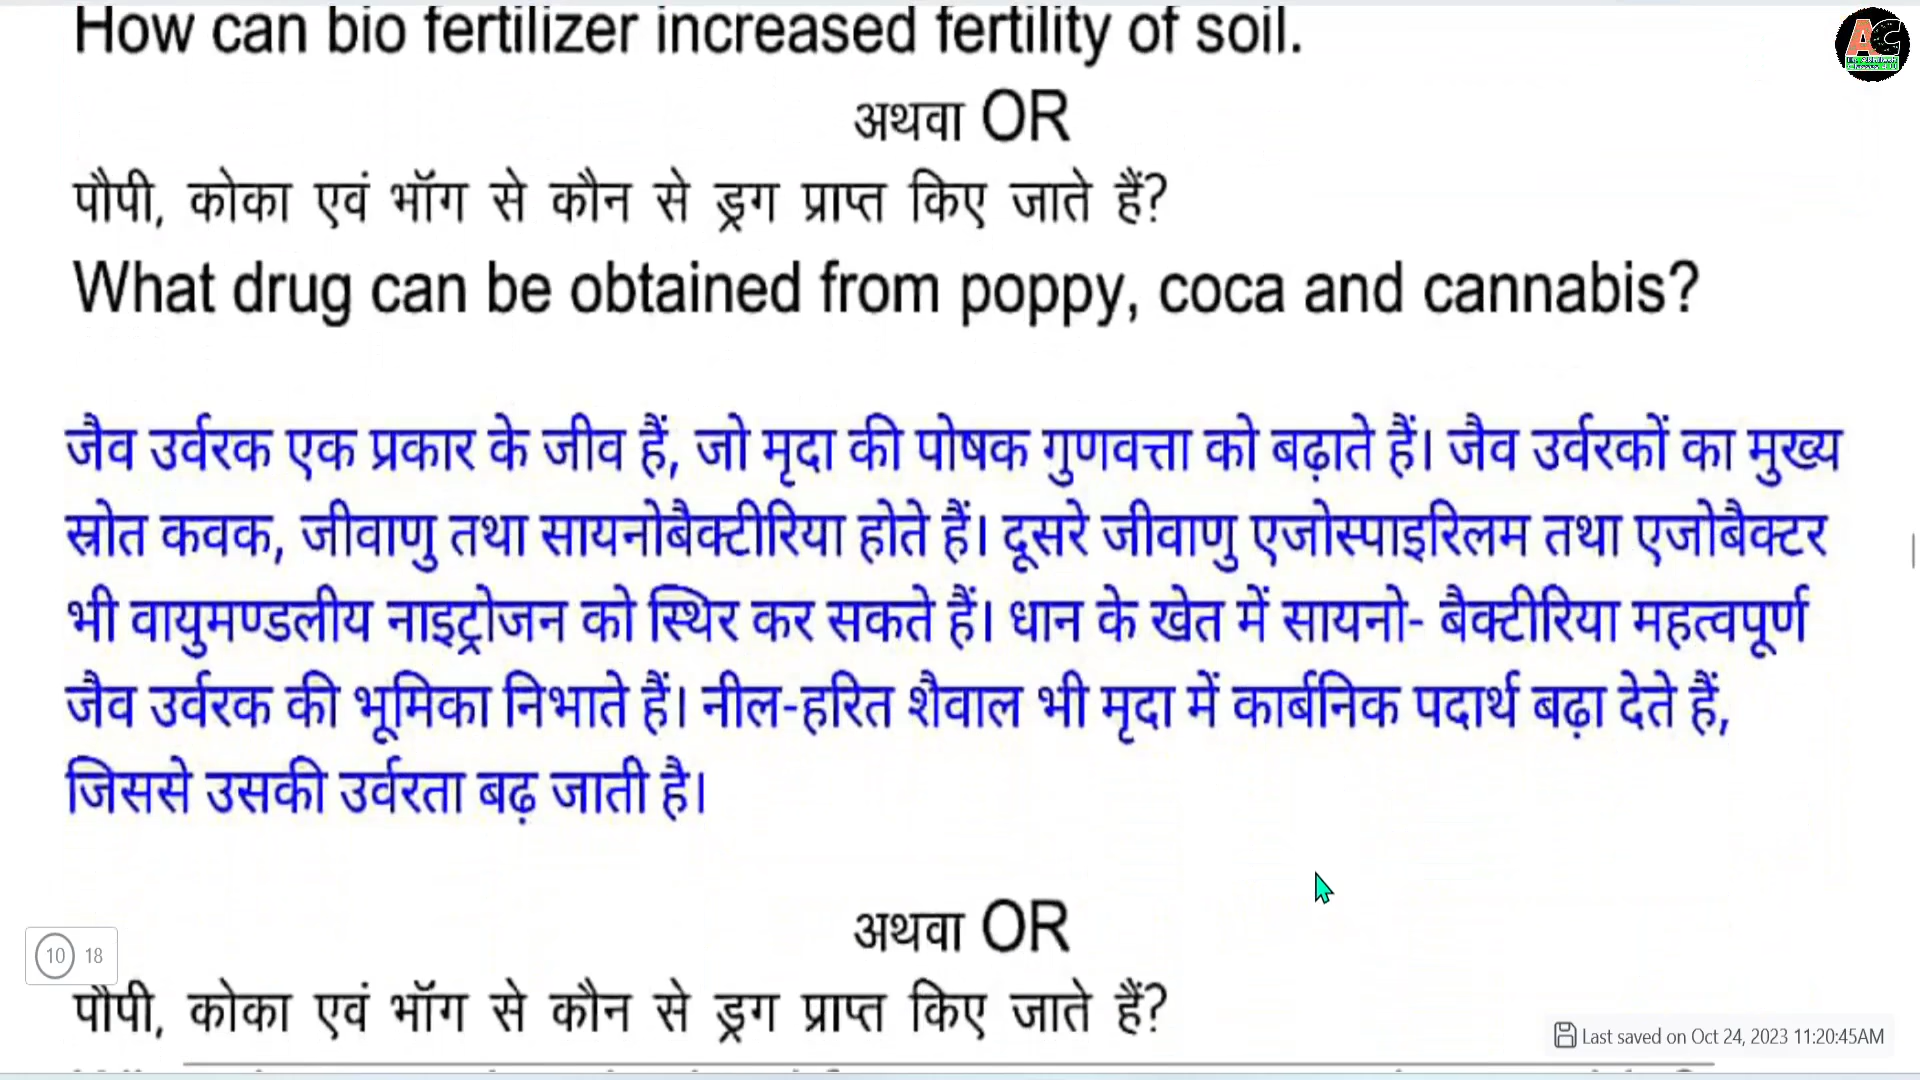 How can bio fertilizer increased fertility of soil.
AC
अथवा OR
पौपी, कोका एवं भॉग से कौन से ड्रग प्राप्त किए जाते हैं?
What drug can be obtained from poppy, coca and cannabis?
जैव उर्वरक एक प्रकार के जीव हैं, जो मृदा की पोषक गुणवत्ता को बढ़ाते हैं। जैव उर्वरकों का मुख्य
स्रोत कवक, जीवाणु तथा सायनोबैक्टीरिया होते हैं। दूसरे जीवाणु एजोस्पाइरिलम तथा एजोबैक्टर
भी वायुमण्डलीय नाइट्रोजन को स्थिर कर सकते हैं। धान के खेत में सायनो- बैक्टीरिया महत्वपूर्ण
जैव उर्वरक की भूमिका निभाते हैं। नील-हरित शैवाल भी मृदा में कार्बनिक पदार्थ बढ़ा देते हैं,
जिससे उसकी उर्वरता बढ़ जाती है।
अथवा OR
10 18
पौपी, कोका एवं भॉग से कौन से ड्रग प्राप्त किए जाते हैं?
Last saved on Oct 24, 2023 11:20:45AM